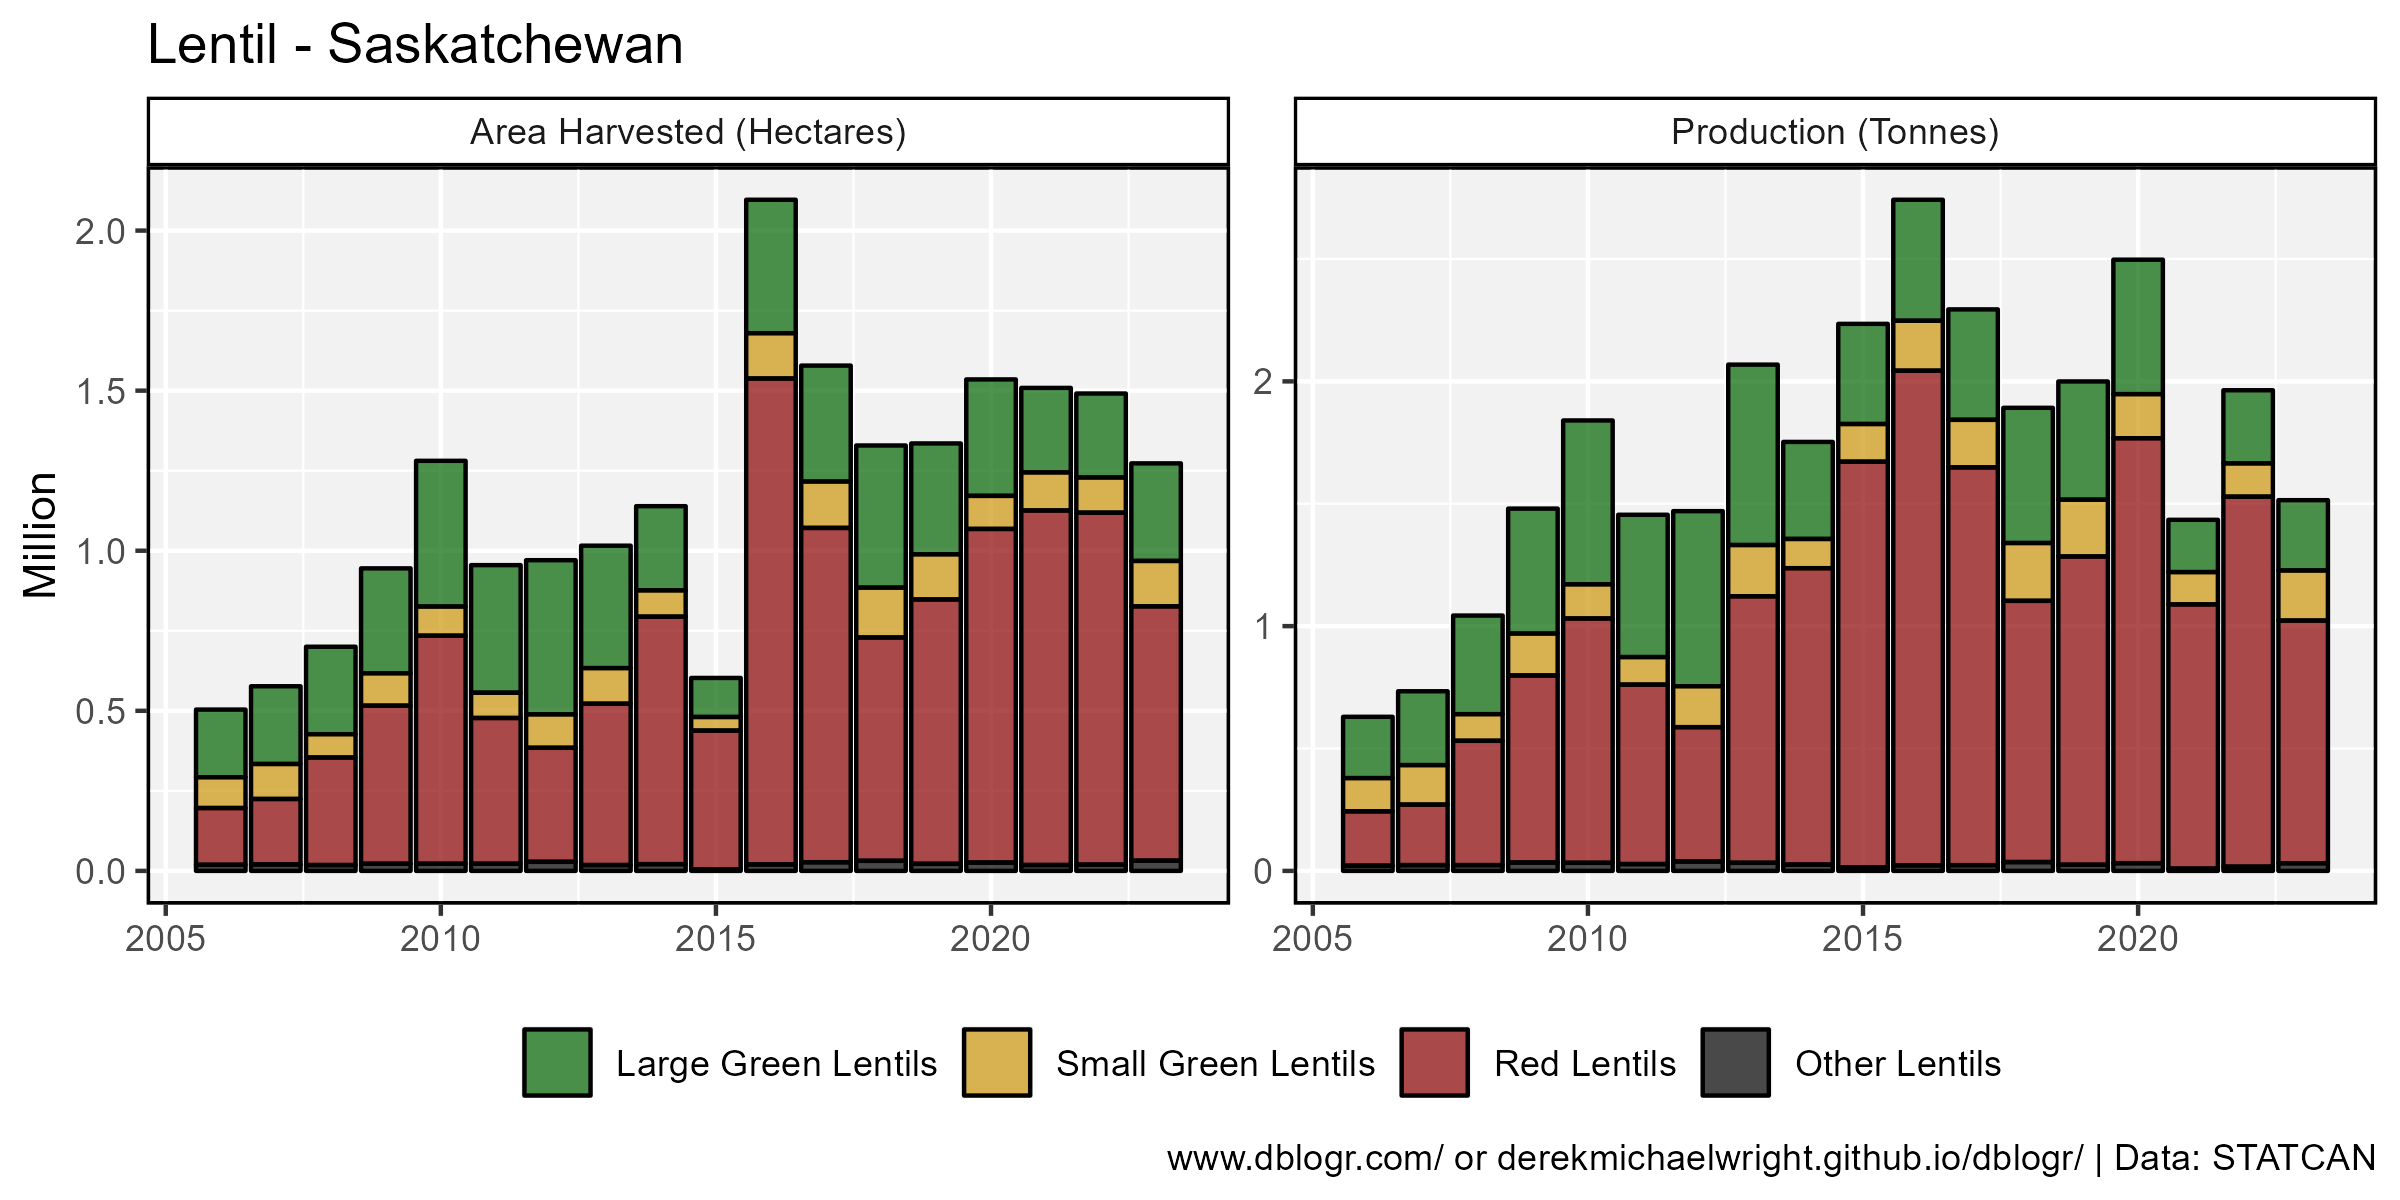 Lentil - Saskatchewan
Area Harvested (Hectares)
Production (Tonnes)
Million
2.0
1.5
1.0
0.5
0.0
2
1
0
2005 2010 2015 2020
2005 2010 2015 2020
Large Green Lentils Small Green Lentils Red Lentils Other Lentils
www.dblogr.com/ or derekmichaelwright.github.io/dblogr/ | Data: STATCAN